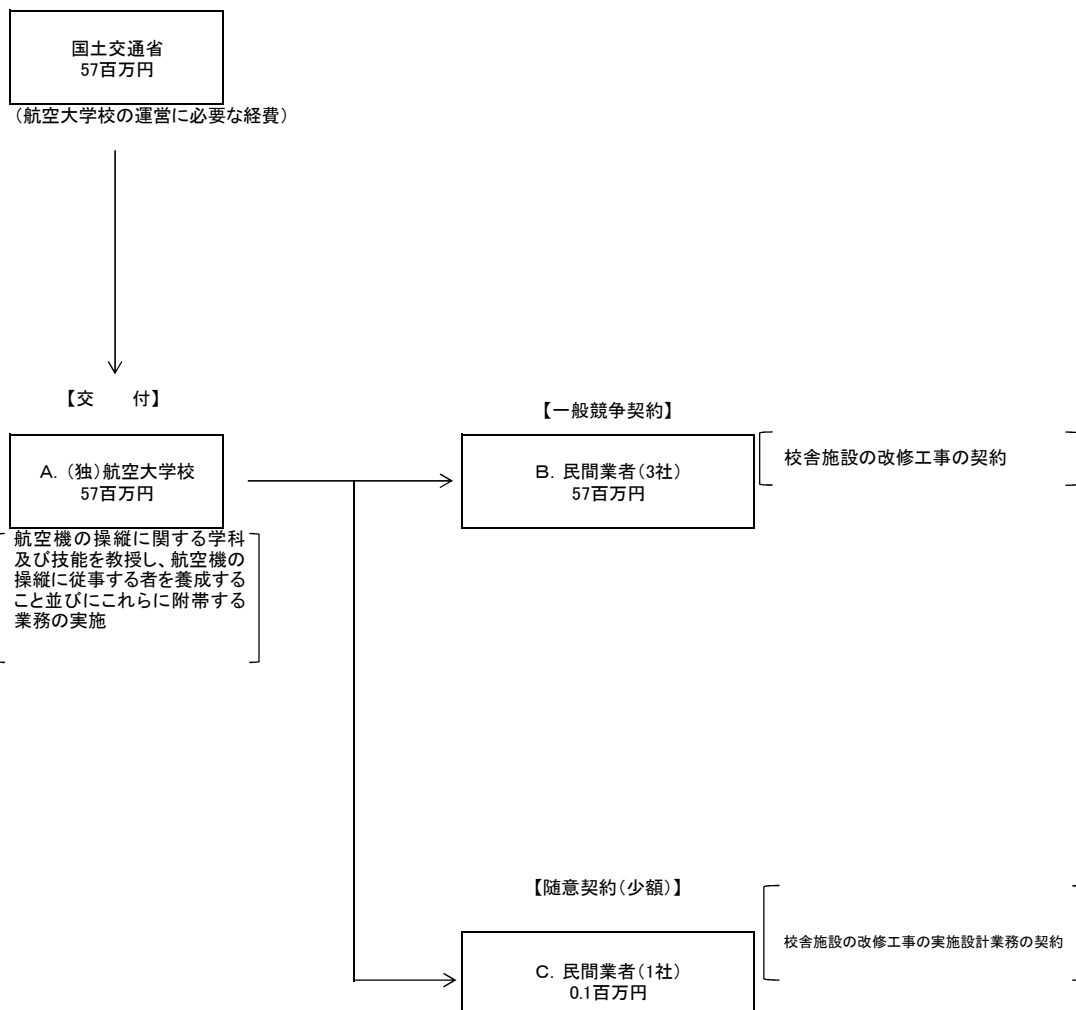 国土交通省
57百万円
（航空大学校の運営に必要な経費）
【交　　付】
A．（独）航空大学校
57百万円
航空機の操縦に関する学科
及び技能を教授し、航空機の
操縦に従事する者を養成する
こと並びにこれらに附帯する
業務の実施
【一般競争契約】
B．民間業者（3社）
57百万円
校舎施設の改修工事の契約
【随意契約（少額）】
C．民間業者（1社）
0.1百万円
校舎施設の改修工事の実施設計業務の契約